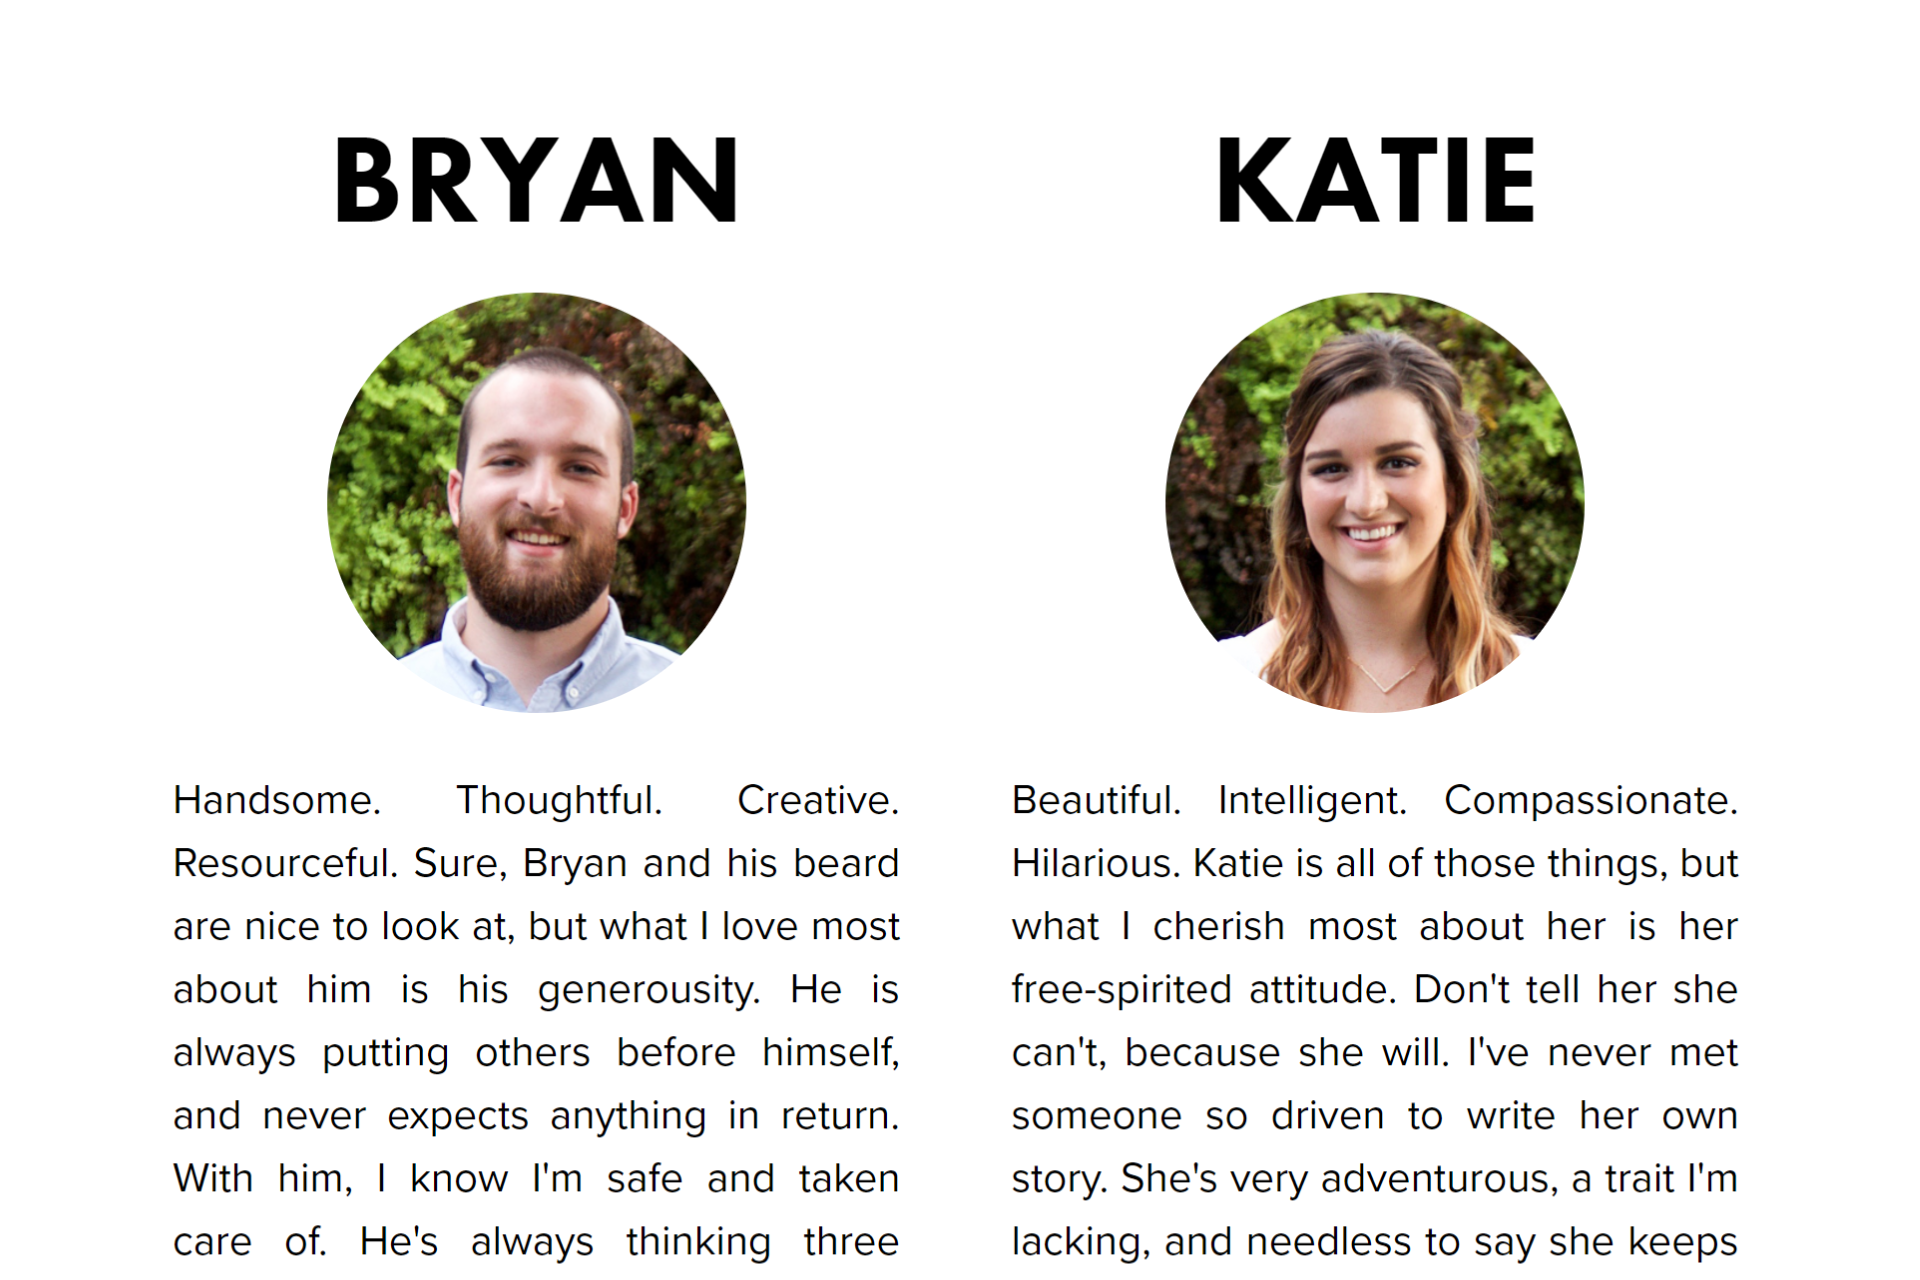 BRYAN
Handsome. Thoughtful. Creative.
Resourceful. Sure, Bryan and his beard
are nice to look at, but what I love most
about him is his generousity. He is
always putting others before himself,
and never expects anything in return.
With him, I know I'm safe and taken
care of. He's always thinking three
KATIE
Beautiful. Intelligent. Compassionate.
Hilarious. Katie is all of those things, but
what I cherish most about her is her
free-spirited attitude. Don't tell her she
can't, because she will. I've never met
someone so driven to write her own
story. She's very adventurous, a trait I'm
lacking, and needless to say she keeps